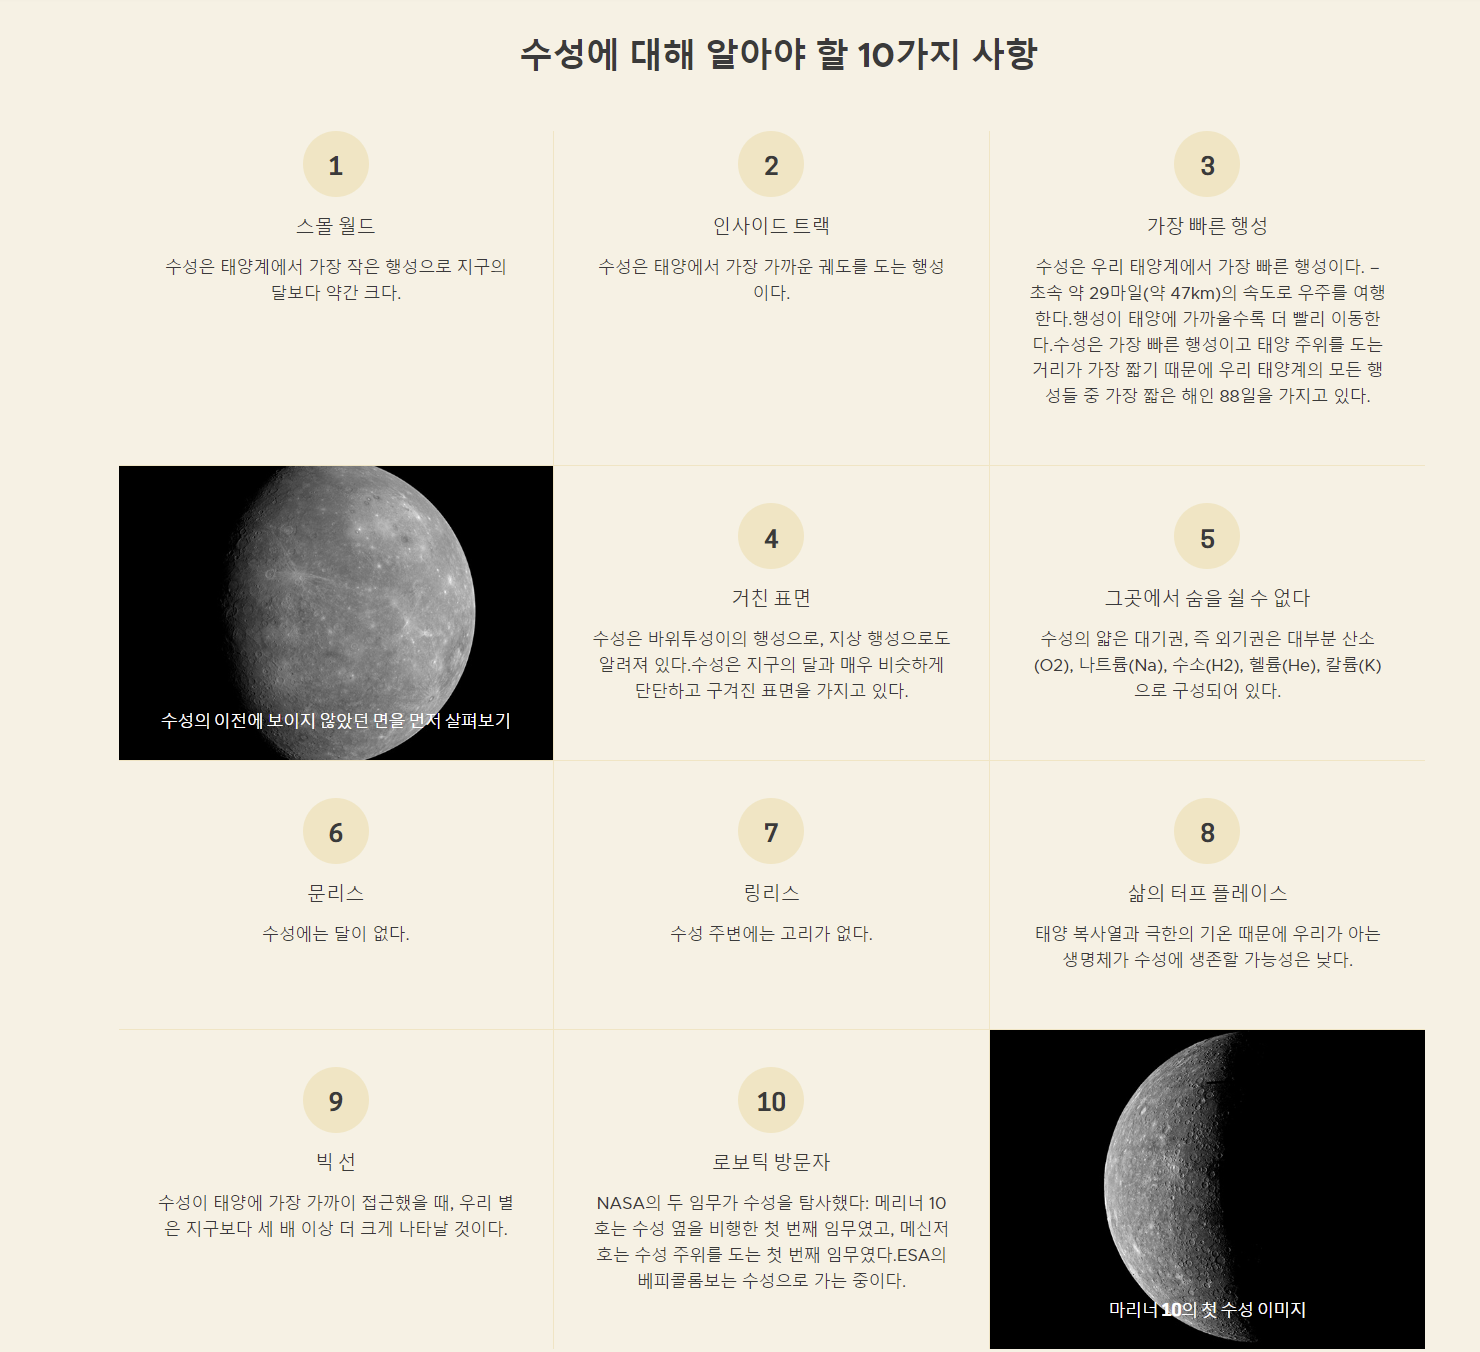 수성에 대해 알아야 할 10가지 사항
1
스몰 월드
수성은 태양계에서 가장 작은 행성으로 지구의
달보다 약간 크다.
2
인사이드 트랙
수성은 태양에서 가장 가까운 궤도를 도는 행성
이다.
3
가장 빠른 행성
수성은 우리 태양계에서 가장 빠른 행성이다. –
초속 약 29마일(약 47km)의 속도로 우주를 여행
한다.행성이 태양에 가까울수록 더 빨리 이동한
다.수성은 가장 빠른 행성이고 태양 주위를 도는
거리가 가장 짧기 때문에 우리 태양계의 모든 행
성들 중 가장 짧은 해인 88일을 가지고 있다.
수성의 이전에 보이지 않았던 면을 먼저 살펴보기
4
거친 표면
수성은 바위투성이의 행성으로, 지상 행성으로도
알려져 있다.수성은 지구의 달과 매우 비슷하게
단단하고 구겨진 표면을 가지고 있다.
5
그곳에서 숨을 쉴 수 없다
수성의 얇은 대기권, 즉 외기권은 대부분 산소
(O2), 나트륨(Na), 수소(H2), 헬륨(He), 칼륨(K)
으로 구성되어 있다.
6
문리스
수성에는 달이 없다.
7
링리스
수성 주변에는 고리가 없다.
8
삶의 터프 플레이스
태양 복사열과 극한의 기온 때문에 우리가 아는
생명체가 수성에 생존할 가능성은 낮다.
9
빅 선
수성이 태양에 가장 가까이 접근했을 때, 우리 별
은 지구보다 세 배 이상 더 크게 나타날 것이다.
10
로보틱 방문자
NASA의 두 임무가 수성을 탐사했다: 메리너 10
호는 수성 옆을 비행한 첫 번째 임무였고, 메신저
호는 수성 주위를 도는 첫 번째 임무였다.ESA의
베피콜롬보는 수성으로 가는 중이다.
마리너 10의 첫 수성 이미지